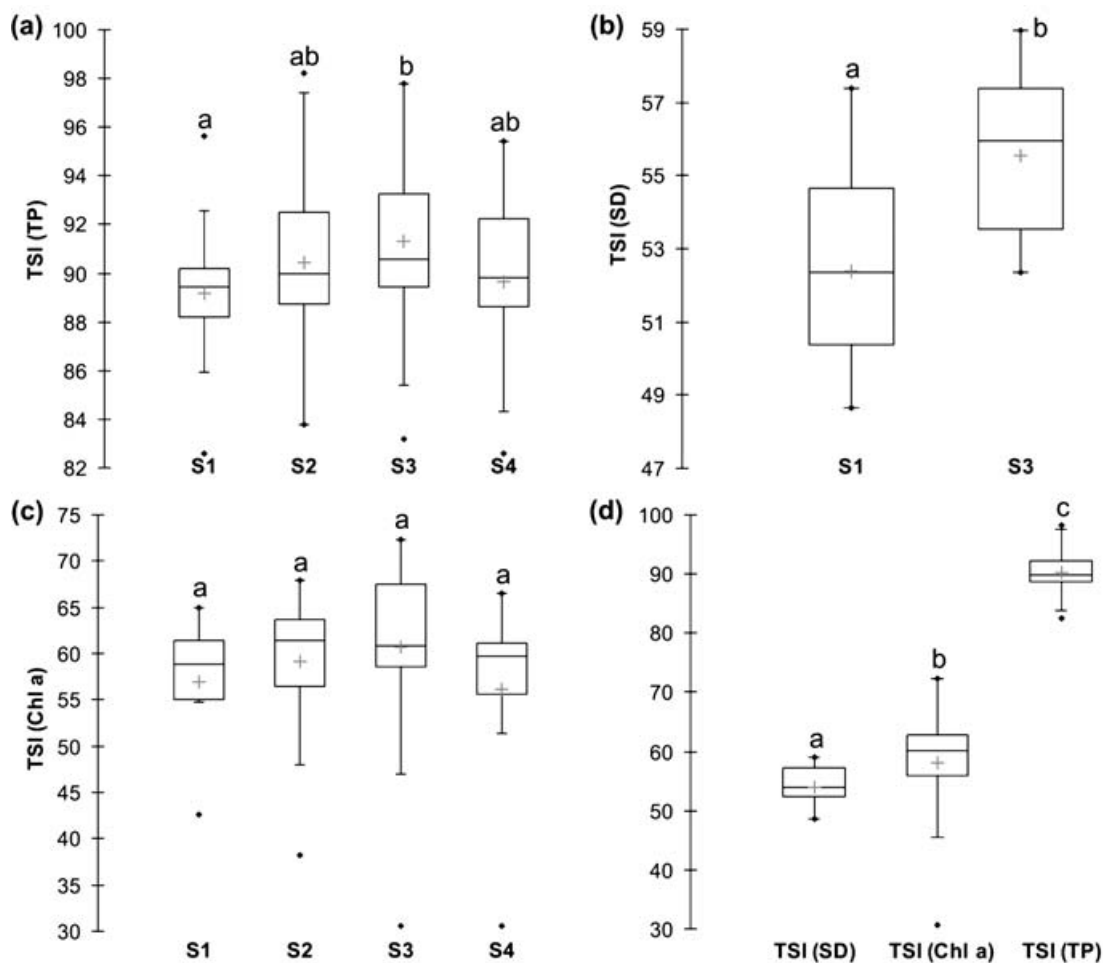 (a)
TSI (TP)
100
98
96
94
92
90
88
86
84
82
a
ab
b
ab
S1
S2
S3
S4
(b)
TSI (SD)
59
57
55
53
51
49
47
a
b
S1
S3
(c)
TSI (Chl a)
75
70
65
60
55
50
45
40
35
30
a
a
a
a
S1
S2
S3
S4
(d)
100
90
80
70
60
50
40
30
a
b
c
TSI (SD)
TSI (Chl a)
TSI (TP)